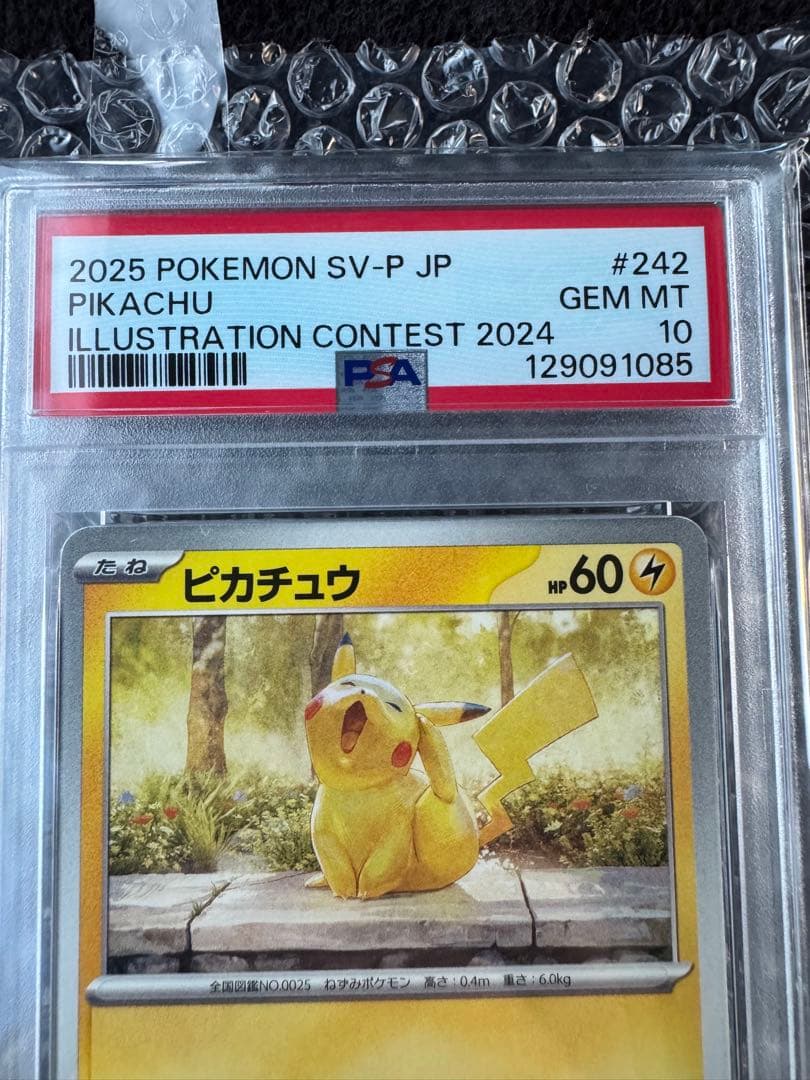 2025 POKEMON SV-P JP #242
PIKACHU GEM MT
ILLUSTRATION CONTEST 2024 10
PSA 129091085
たね ピカチュウ HP60
全国図鑑NO.0025 ねずみポケモン 高さ：0.4m 重さ：6.0kg